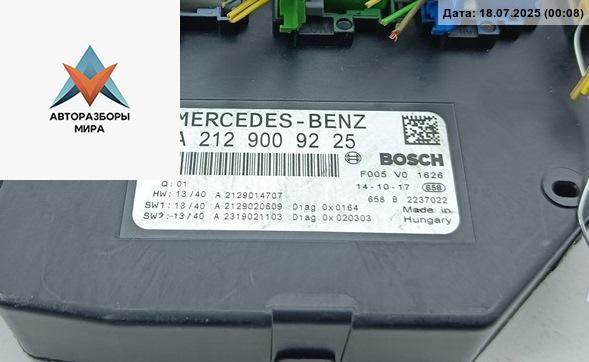 Дата: 18.07.2025 (00:08)
АВТОРАЗБОРЫ
МИРА
MERCEDES-BENZ
A 212 900 92 25
BOSCH
F005 V0 1626
Q: 01
14-10-17 658
HW: 13/40 A 2129014707
658 B 2237022
SW1: 13/40 A 2129020609 Diag.0x0164
Made in
SW2: 13/40 A 2319021103 Diag.0x020303
Hungary